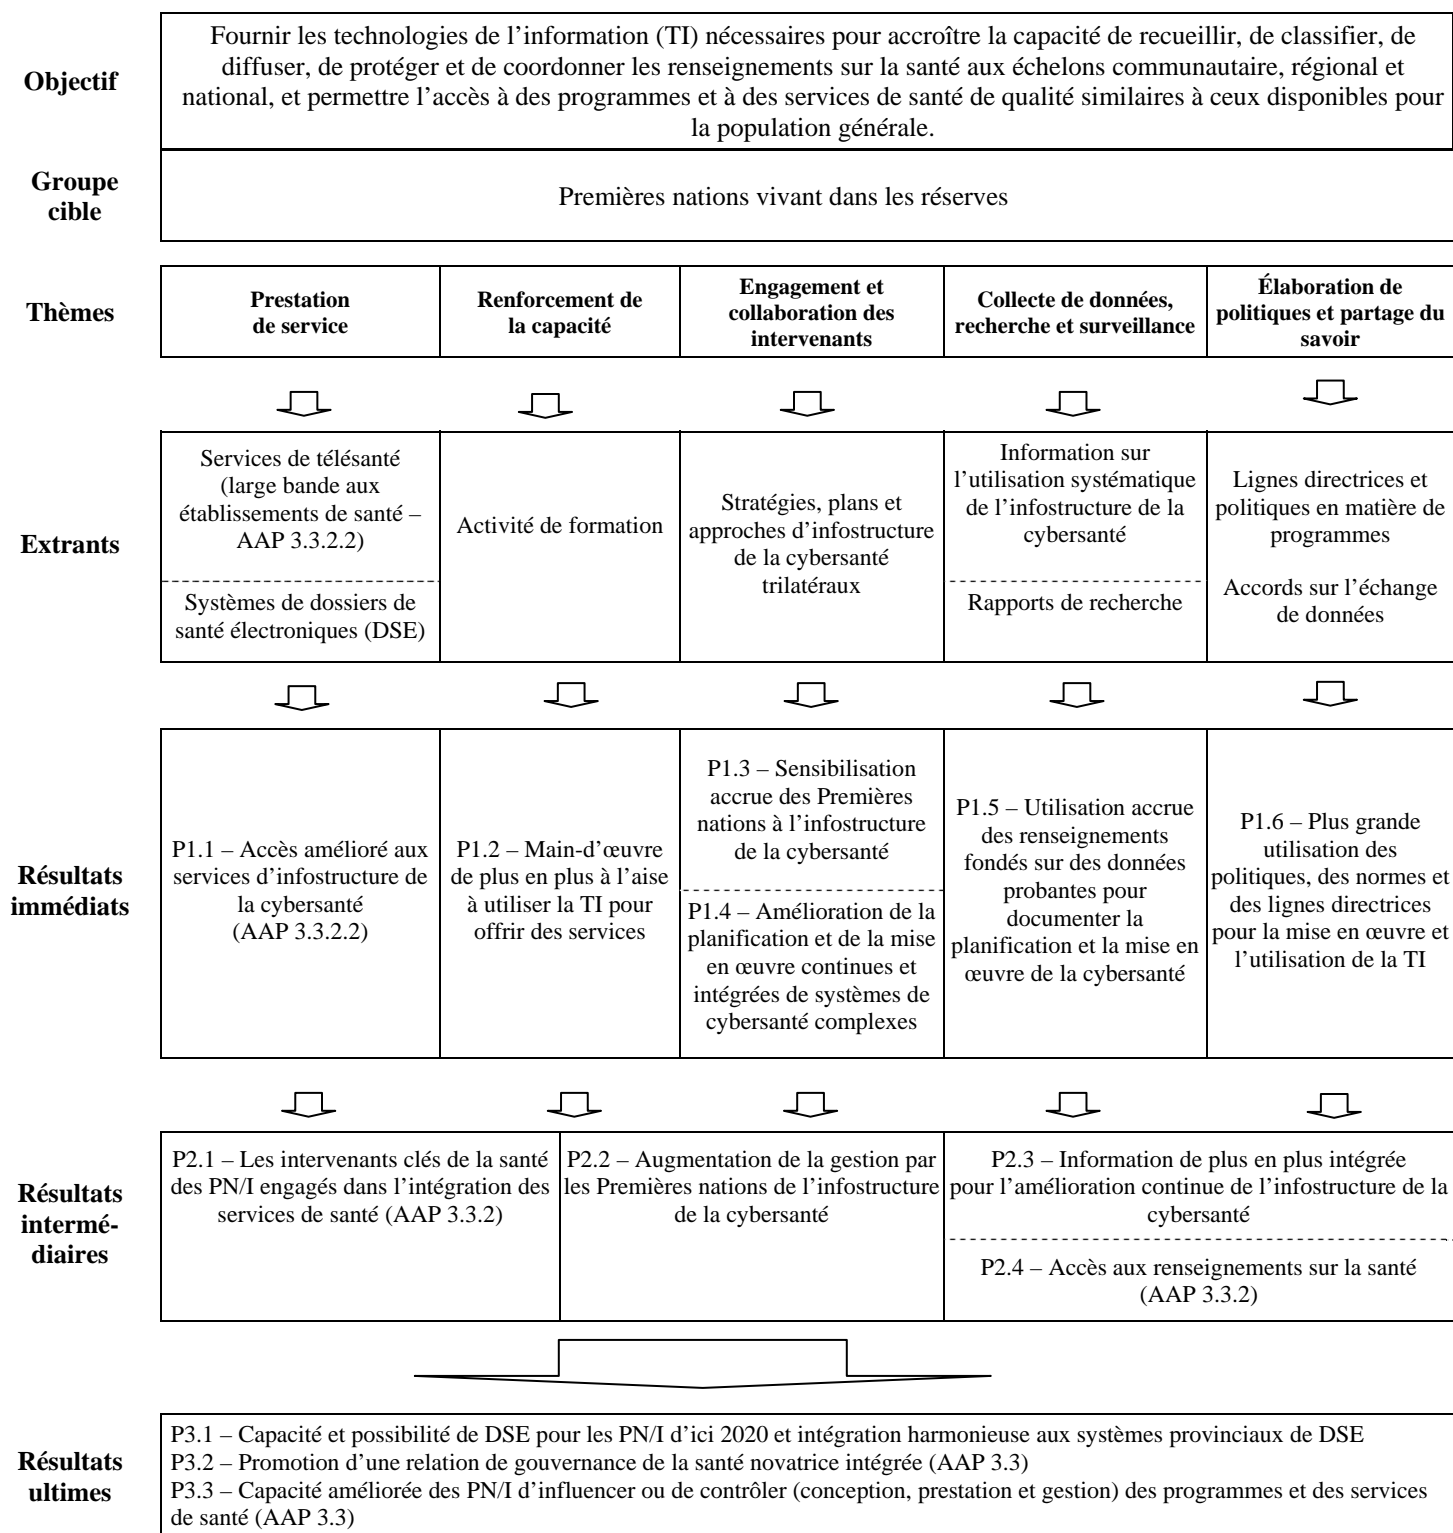 Objectif
Fournir les technologies de l’information (TI) nécessaires pour accroître la capacité de recueillir, de classifier, de
diffuser, de protéger et de coordonner les renseignements sur la santé aux échelons communautaire, régional et
national, et permettre l’accès à des programmes et à des services de santé de qualité similaires à ceux disponibles pour
la population générale.
Groupe
cible
Premières nations vivant dans les réserves
Thèmes
Prestation
de service
Renforcement de
la capacité
Engagement et
collaboration des
intervenants
Collecte de données,
recherche et surveillance
Élaboration de
politiques et partage du
savoir
Extrants
Services de télésanté
(large bande aux
établissements de santé –
AAP 3.3.2.2)
Systèmes de dossiers de
santé électroniques (DSE)
Activité de formation
Stratégies, plans et
approches d’infostructure
de la cybersanté
trilatéraux
Information sur
l’utilisation systématique
de l’infostructure de la
cybersanté
Rapports de recherche
Lignes directrices et
politiques en matière de
programmes
Accords sur l’échange
de données
Résultats
immédiats
P1.1 – Accès amélioré aux
services d’infostructure de
la cybersanté
(AAP 3.3.2.2)
P1.2 – Main-d’œuvre
de plus en plus à l’aise
à utiliser la TI pour
offrir des services
P1.3 – Sensibilisation
accrue des Premières
nations à l’infostructure
de la cybersanté
P1.4 – Amélioration de la
planification et de la mise
en œuvre continues et
intégrées de systèmes de
cybersanté complexes
P1.5 – Utilisation accrue
des renseignements
fondés sur des données
probantes pour
documenter la
planification et la mise en
œuvre de la cybersanté
P1.6 – Plus grande
utilisation des
politiques, des normes et
des lignes directrices
pour la mise en œuvre et
l’utilisation de la TI
Résultats
intermé-
diaires
P2.1 – Les intervenants clés de la santé
des PN/I engagés dans l’intégration des
services de santé (AAP 3.3.2)
P2.2 – Augmentation de la gestion par
les Premières nations de l’infostructure
de la cybersanté
P2.3 – Information de plus en plus intégrée
pour l’amélioration continue de l’infostructure de la
cybersanté
P2.4 – Accès aux renseignements sur la santé
(AAP 3.3.2)
Résultats
ultimes
P3.1 – Capacité et possibilité de DSE pour les PN/I d’ici 2020 et intégration harmonieuse aux systèmes provinciaux de DSE
P3.2 – Promotion d’une relation de gouvernance de la santé novatrice intégrée (AAP 3.3)
P3.3 – Capacité améliorée des PN/I d’influencer ou de contrôler (conception, prestation et gestion) des programmes et des services
de santé (AAP 3.3)